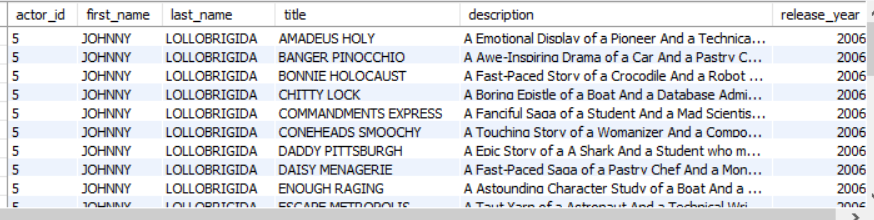 actor_id first_name last_name title description release_year
5 JOHNNY LOLLOBRIGIDA AMADEUS HOLY A Emotional Display of a Pioneer And a Technica... 2006
5 JOHNNY LOLLOBRIGIDA BANGER PINOCCHIO A Awe-Inspiring Drama of a Car And a Pastry C... 2006
5 JOHNNY LOLLOBRIGIDA BONNIE HOLOCAUST A Fast-Paced Story of a Crocodile And a Robot ... 2006
5 JOHNNY LOLLOBRIGIDA CHITTY LOCK A Boring Epistle of a Boat And a Database Admi... 2006
5 JOHNNY LOLLOBRIGIDA COMMANDMENTS EXPRESS A Fanciful Saga of a Student And a Mad Scientis... 2006
5 JOHNNY LOLLOBRIGIDA CONEHEADS SMOOCHY A Touching Story of a Womanizer And a Compo... 2006
5 JOHNNY LOLLOBRIGIDA DADDY PITTSBURGH A Epic Story of a A Shark And a Student who m... 2006
5 JOHNNY LOLLOBRIGIDA DAISY MENAGERIE A Fast-Paced Saga of a Pastry Chef And a Mon... 2006
5 JOHNNY LOLLOBRIGIDA ENOUGH RAGING A Astounding Character Study of a Boat And a ... 2006
5 JOHNNY LOLLOBRIGIDA ESCAPE METROPOLIS A Taut Yarn of a Astronaut And a Technical Wri... 2006